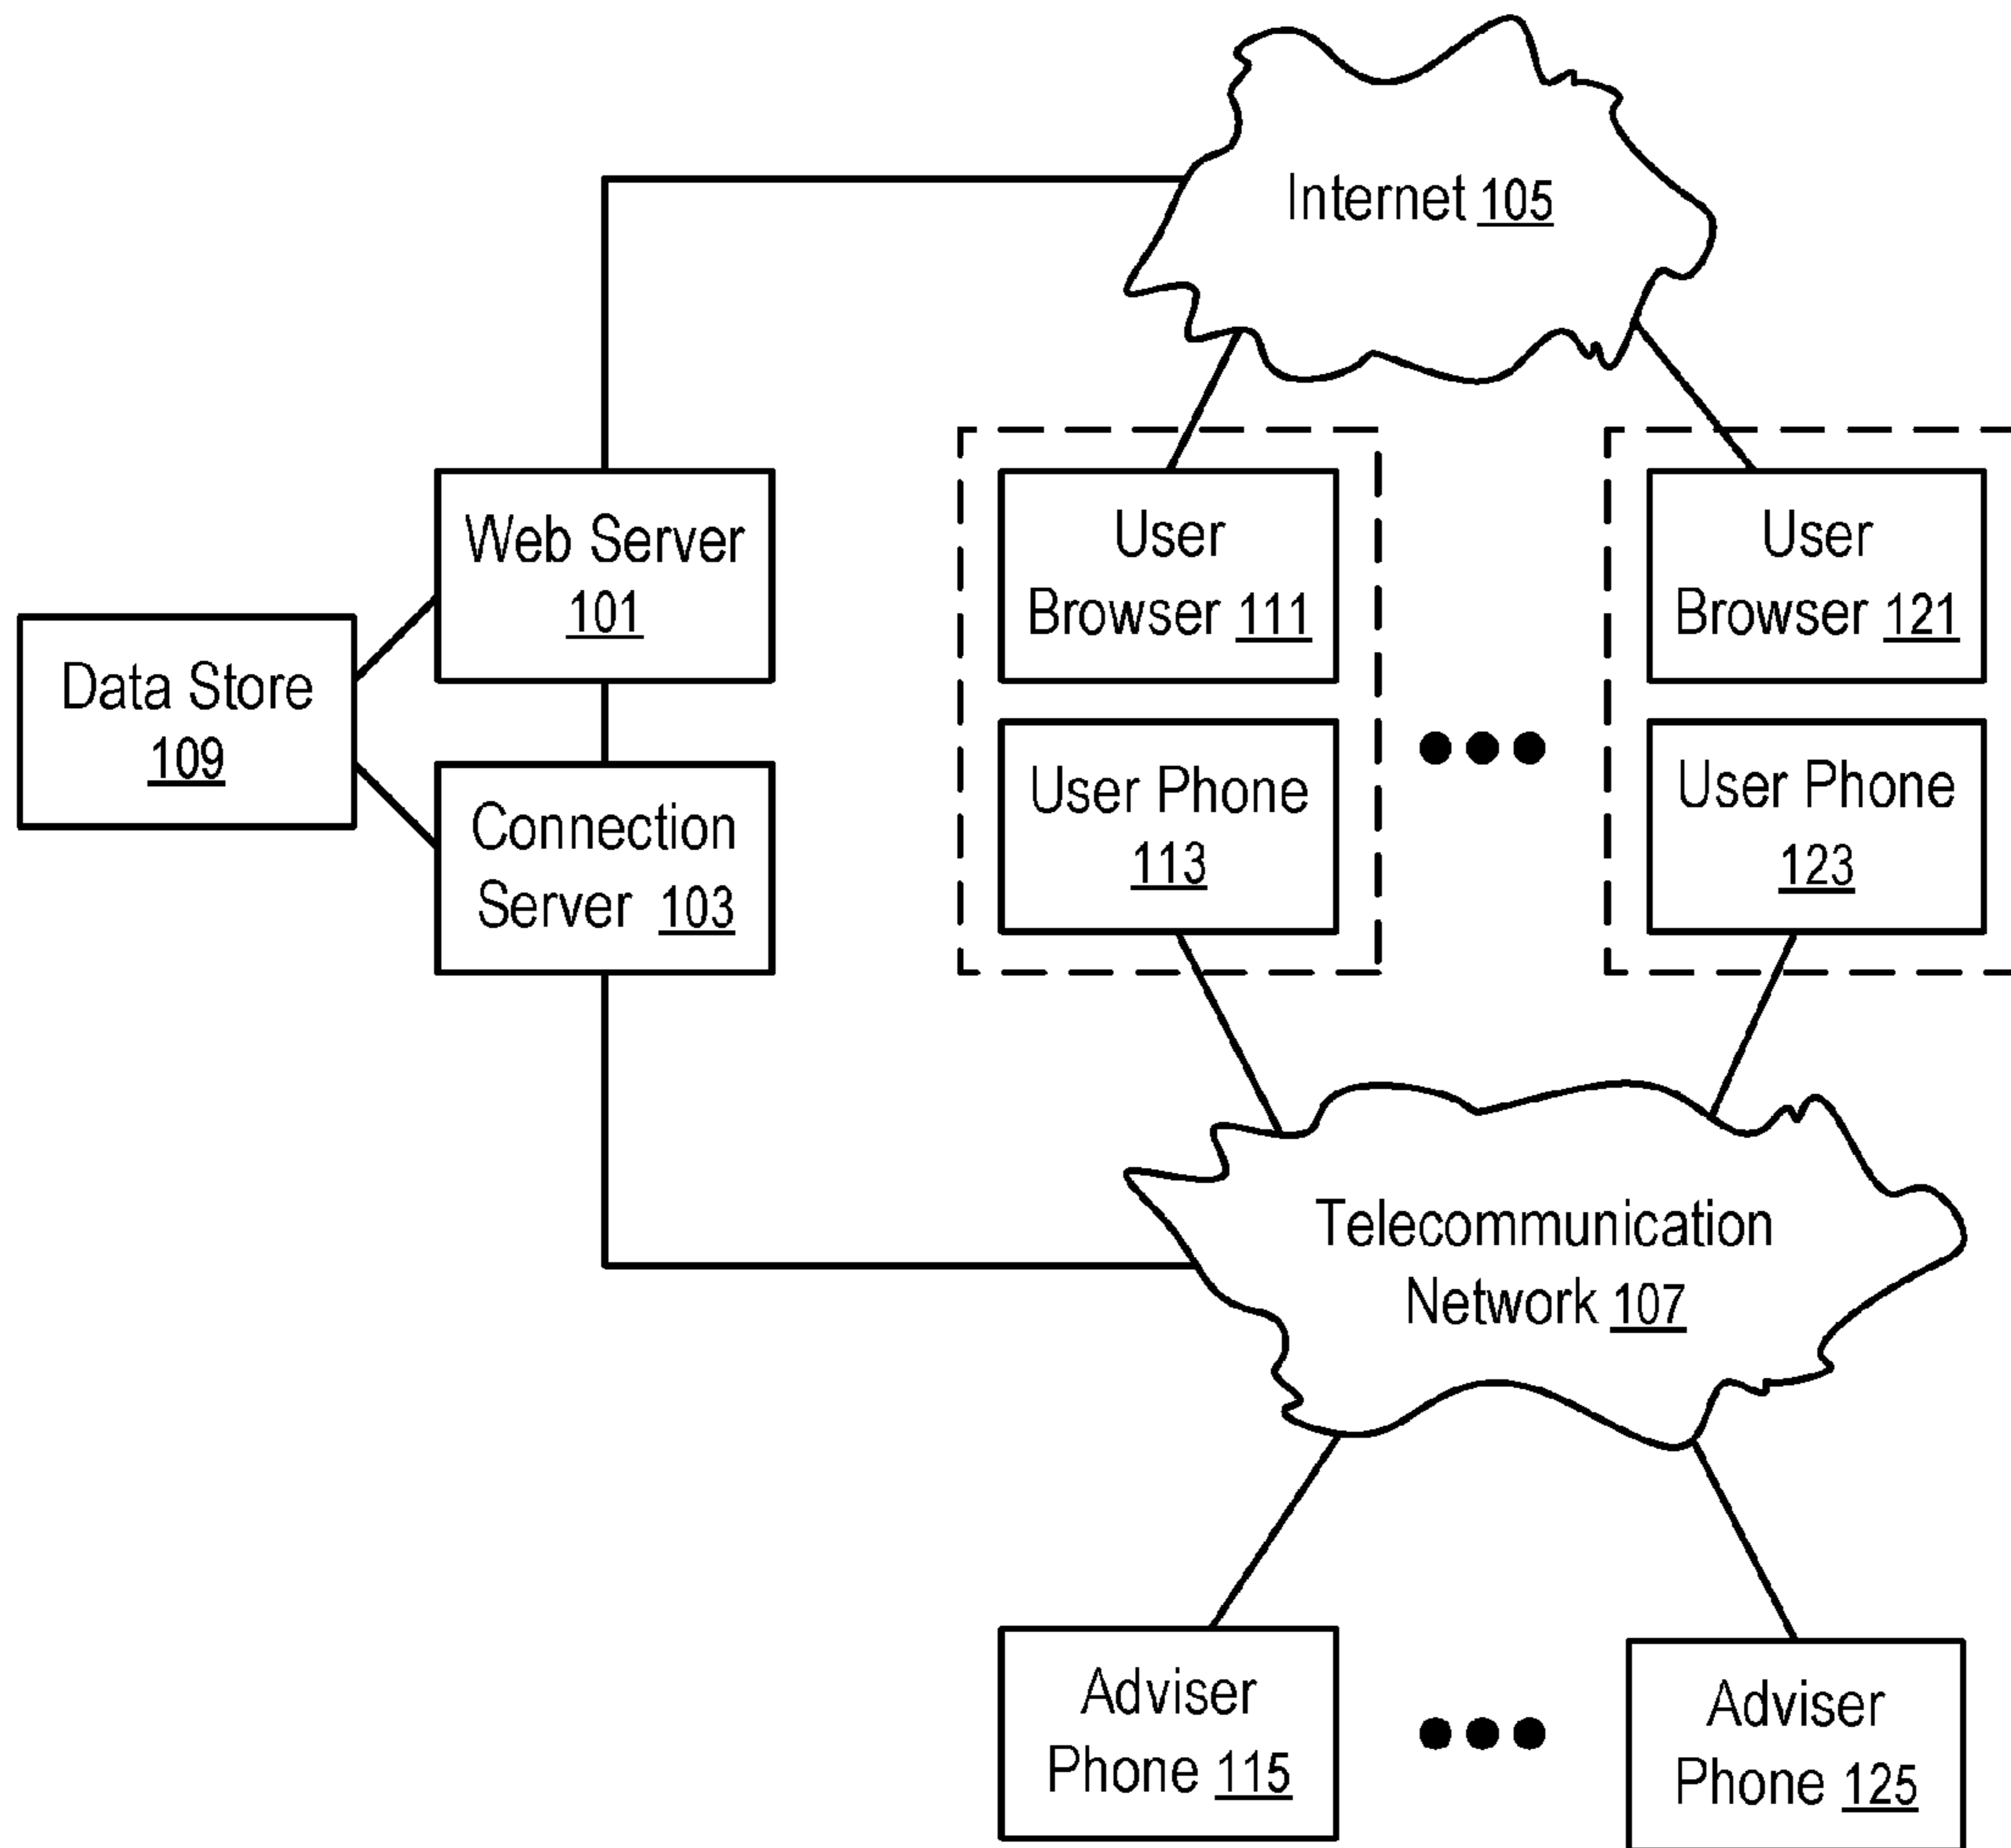 Internet 105
Web Server
101
User
Browser 111
User
Browser 121
Data Store
109
Connection
Server 103
User Phone
113
User Phone
123
Telecommunication
Network 107
Adviser
Phone 115
Adviser
Phone 125